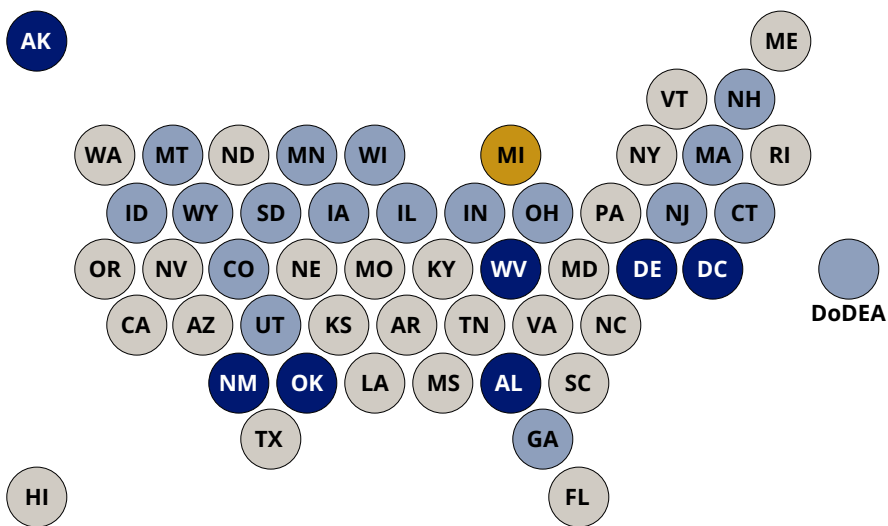 AK ME
VT NH
WA MT ND MN WI MI NY MA RI
ID WY SD IA IL IN OH PA NJ CT
OR NV CO NE MO KY WV MD DE DC
DoDEA
CA AZ UT KS AR TN VA NC
NM OK LA MS AL SC
TX GA
HI FL